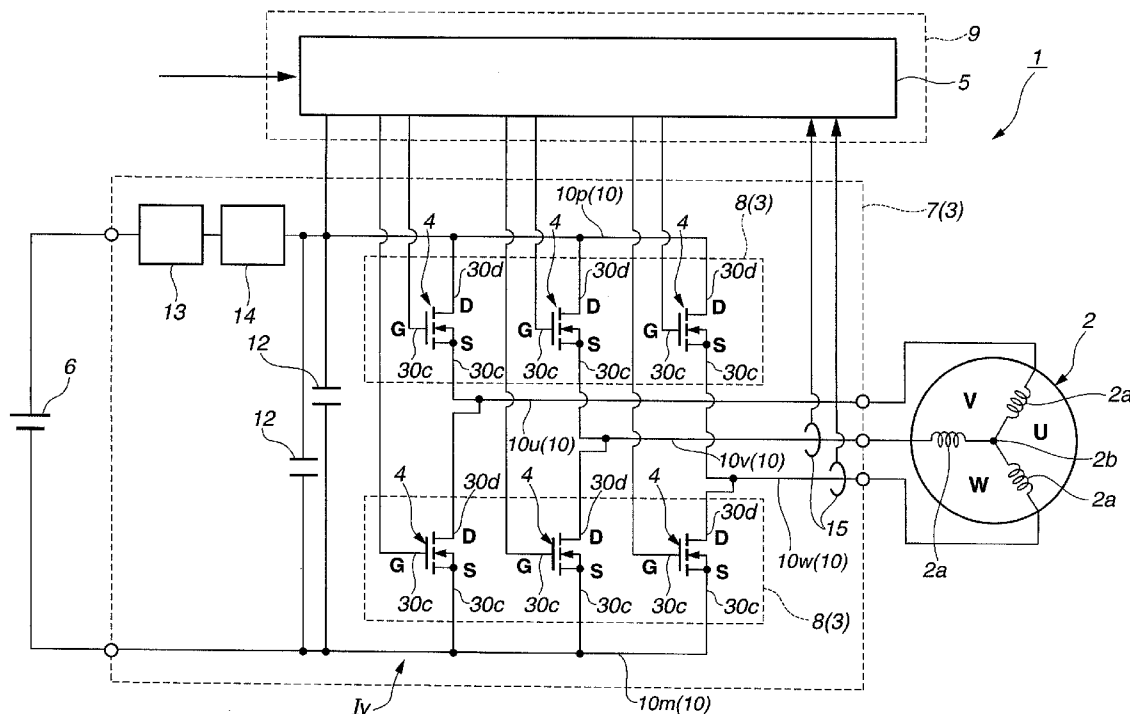 9
1
5
10p(10)
8(3)
7(3)
4
4
4
30d
30d
30d
D
D
D
13
14
G
G
G
S
S
S
12
30c
30c
30c
30c
30c
30c
2
6
V
2a
12
U
10u(10)
10v(10)
2b
W
2a
4
4
4
30d
30d
30d
15
D
D
D
10w(10)
2a
G
G
G
S
S
S
30c
30c
30c
30c
30c
30c
8(3)
Iv
10m(10)